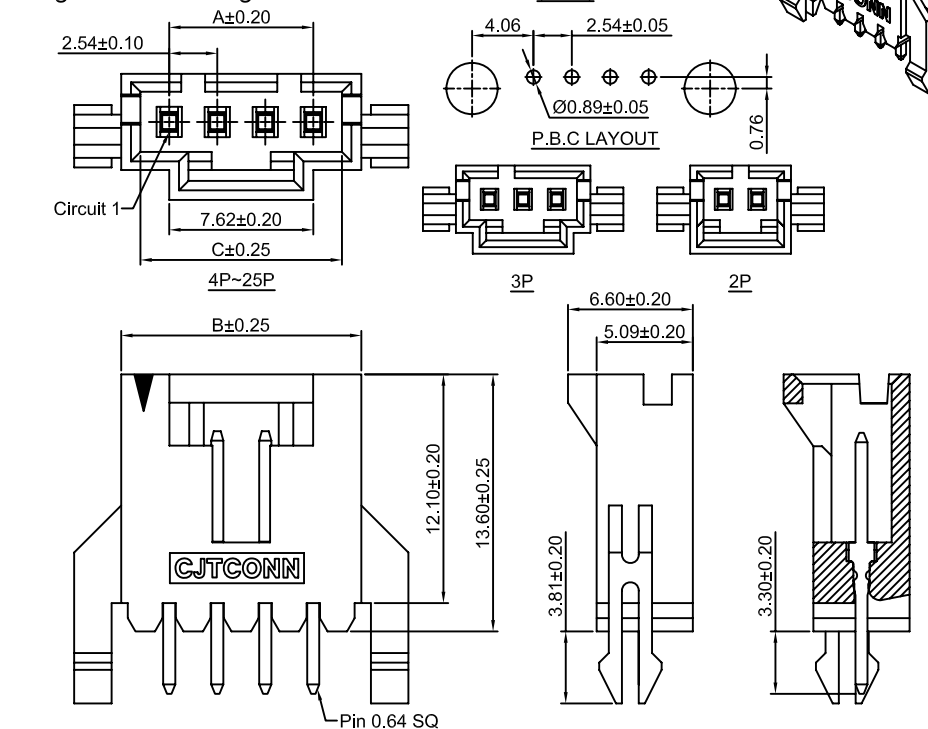 A±0.20
2.54±0.10
4.06
2.54±0.05
Ø0.89±0.05
P.B.C LAYOUT
0.76
Circuit 1
7.62±0.20
C±0.25
4P~25P
3P
2P
B±0.25
6.60±0.20
5.09±0.20
12.10±0.20
13.60±0.25
3.81±0.20
3.30±0.20
CJTCONN
Pin 0.64 SQ